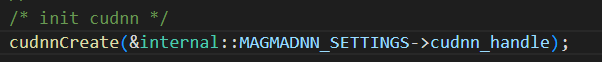 /* init cudnn */
cudnnCreate(&internal::MAGMADNN_SETTINGS->cudnn_handle);